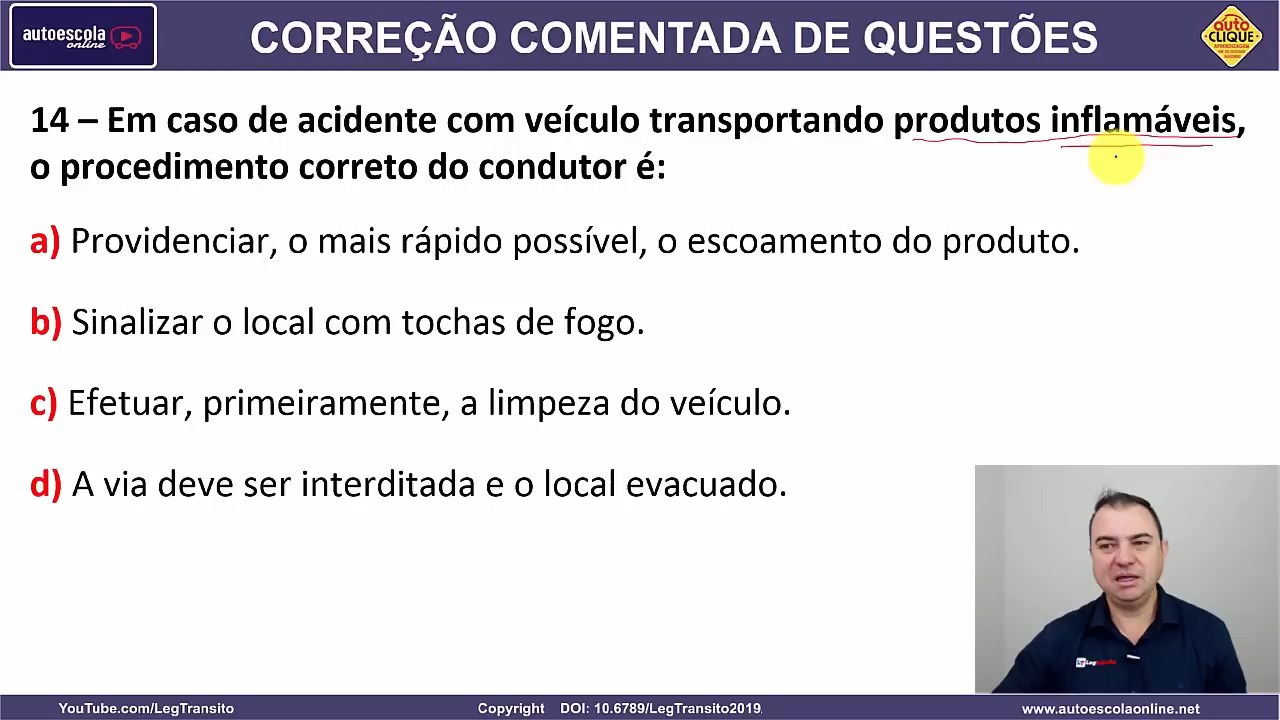 autoescola
online
CORREÇÃO COMENTADA DE QUESTÕES
auto
CLIQUE
14 – Em caso de acidente com veículo transportando produtos inflamáveis,
o procedimento correto do condutor é:
a) Providenciar, o mais rápido possível, o escoamento do produto.
b) Sinalizar o local com tochas de fogo.
c) Efetuar, primeiramente, a limpeza do veículo.
d) A via deve ser interditada e o local evacuado.
YouTube.com/LegTransito
Copyright DOI: 10.6789/LegTransito2019
www.autoescolaonline.net